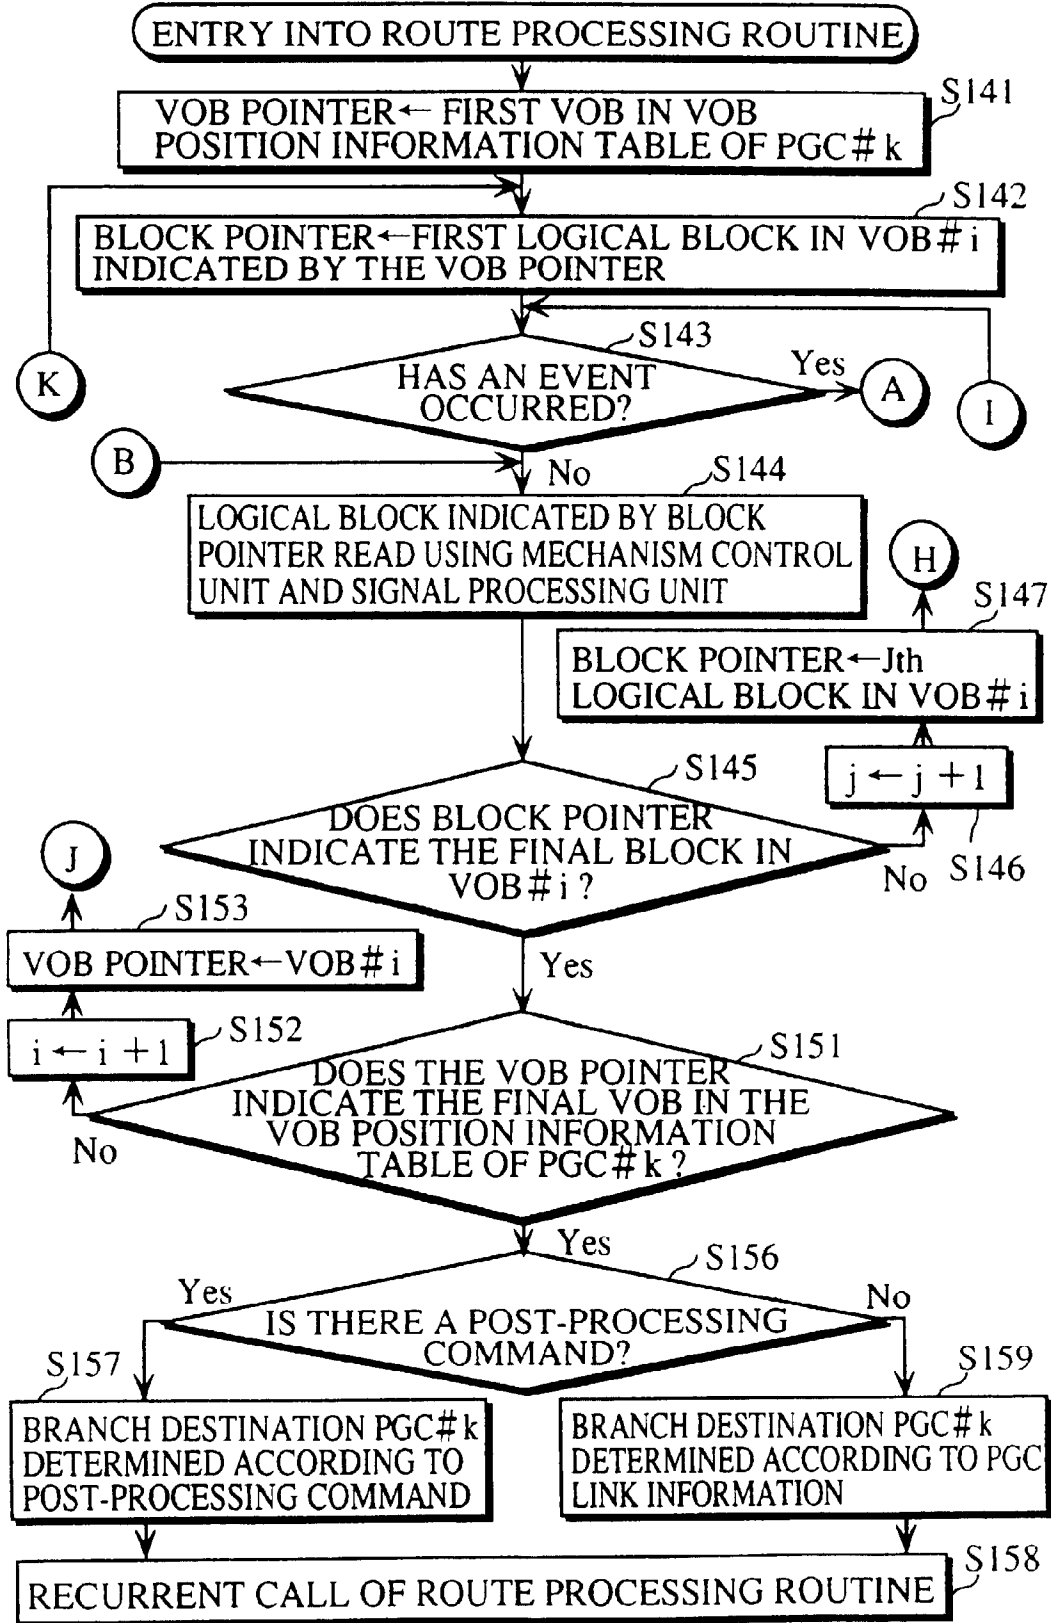 ENTRY INTO ROUTE PROCESSING ROUTINE
S141
VOB POINTER← FIRST VOB IN VOB
POSITION INFORMATION TABLE OF PGC#k
S142
BLOCK POINTER←FIRST LOGICAL BLOCK IN VOB#i
INDICATED BY THE VOB POINTER
S143
HAS AN EVENT
OCCURRED?
Yes
A
K
I
B
No
S144
LOGICAL BLOCK INDICATED BY BLOCK
POINTER READ USING MECHANISM CONTROL
UNIT AND SIGNAL PROCESSING UNIT
H
S147
BLOCK POINTER←Jth
LOGICAL BLOCK IN VOB#i
j←j+1
S146
S145
DOES BLOCK POINTER
INDICATE THE FINAL BLOCK IN
VOB#i?
No
Yes
J
S153
VOB POINTER←VOB#i
S152
i←i+1
No
S151
DOES THE VOB POINTER
INDICATE THE FINAL VOB IN THE
VOB POSITION INFORMATION
TABLE OF PGC#k?
Yes
S156
IS THERE A POST-PROCESSING
COMMAND?
Yes
No
S157
BRANCH DESTINATION PGC#k
DETERMINED ACCORDING TO
POST-PROCESSING COMMAND
S159
BRANCH DESTINATION PGC#k
DETERMINED ACCORDING TO PGC
LINK INFORMATION
S158
RECURRENT CALL OF ROUTE PROCESSING ROUTINE